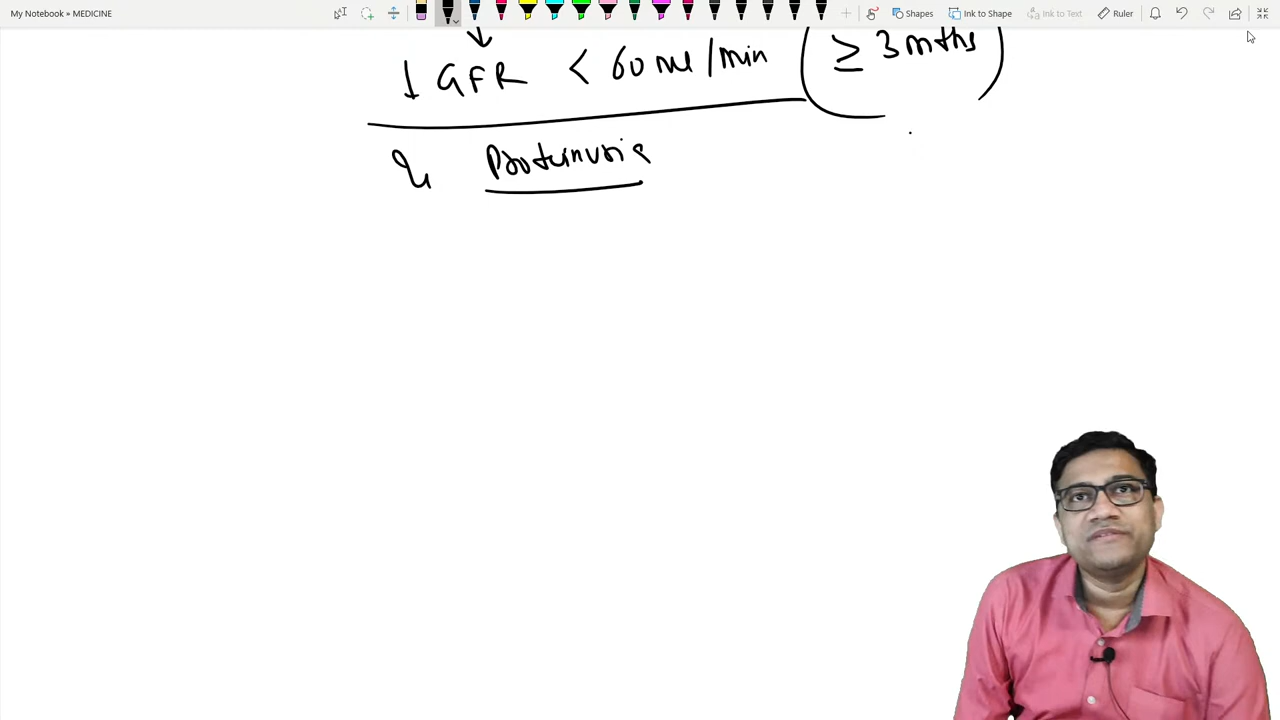 My Notebook » MEDICINE
Shapes Ink to Shape Ink to Text Ruler
↓ GFR < 60 ml/min (≥ 3 mths)
Proteinuria